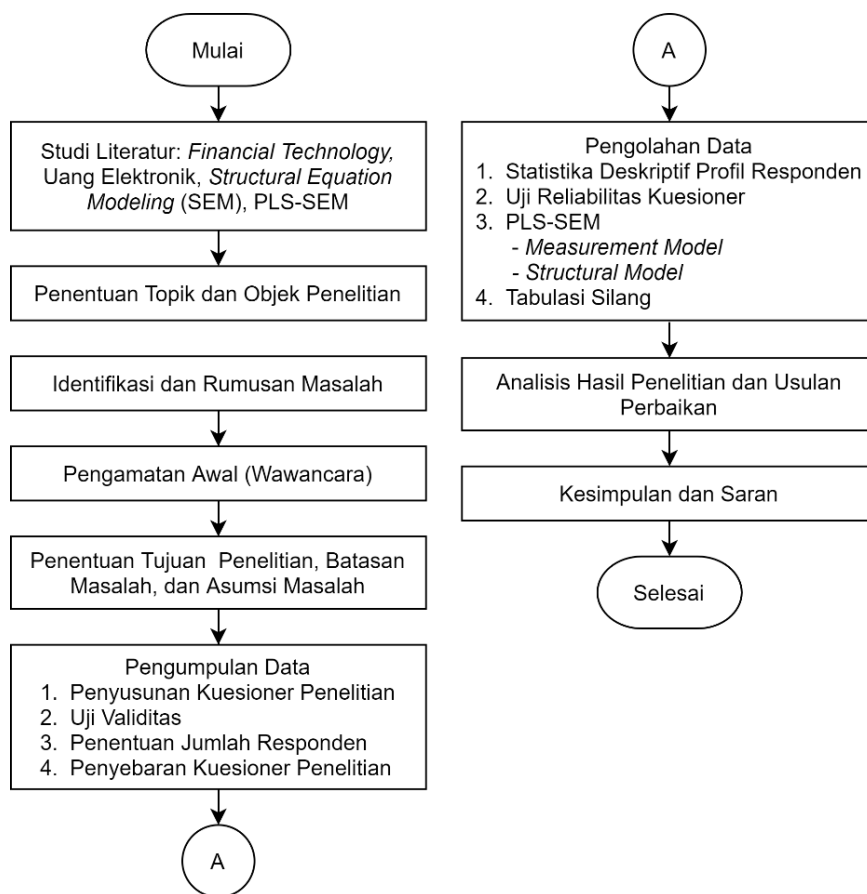 Mulai
Studi Literatur: Financial Technology,
Uang Elektronik, Structural Equation
Modeling (SEM), PLS-SEM
Penentuan Topik dan Objek Penelitian
Identifikasi dan Rumusan Masalah
Pengamatan Awal (Wawancara)
Penentuan Tujuan Penelitian, Batasan
Masalah, dan Asumsi Masalah
Pengumpulan Data
1. Penyusunan Kuesioner Penelitian
2. Uji Validitas
3. Penentuan Jumlah Responden
4. Penyebaran Kuesioner Penelitian
A
A
Pengolahan Data
1. Statistika Deskriptif Profil Responden
2. Uji Reliabilitas Kuesioner
3. PLS-SEM
- Measurement Model
- Structural Model
4. Tabulasi Silang
Analisis Hasil Penelitian dan Usulan
Perbaikan
Kesimpulan dan Saran
Selesai